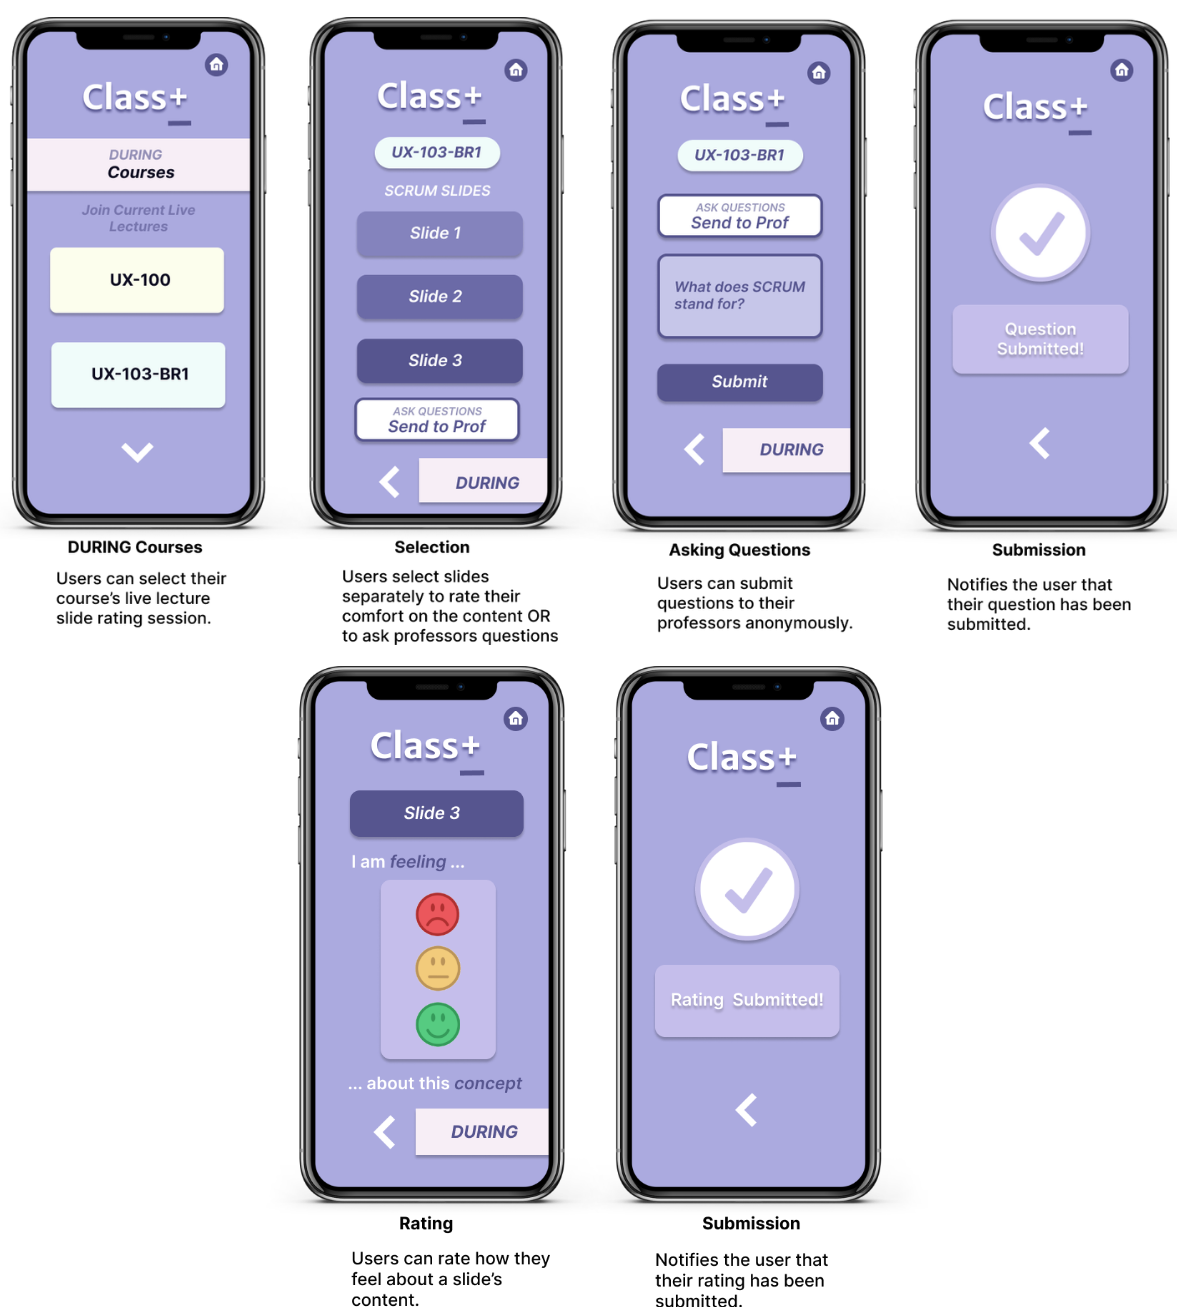 Class+
DURING
Courses
Join Current Live
Lectures
UX-100
UX-103-BR1
DURING Courses
Users can select their
course's live lecture
slide rating session.
Class+
UX-103-BR1
SCRUM SLIDES
Slide 1
Slide 2
Slide 3
ASK QUESTIONS
Send to Prof
DURING
Selection
Users select slides
separately to rate their
comfort on the content OR
to ask professors questions
Class+
UX-103-BR1
ASK QUESTIONS
Send to Prof
What does SCRUM
stand for?
Submit
DURING
Asking Questions
Users can submit
questions to their
professors anonymously.
Class+
Question
Submitted!
Submission
Notifies the user that
their question has been
submitted.
Class+
Slide 3
I am feeling ...
... about this concept
DURING
Rating
Users can rate how they
feel about a slide's
content.
Class+
Rating Submitted!
Submission
Notifies the user that
their rating has been
submitted.